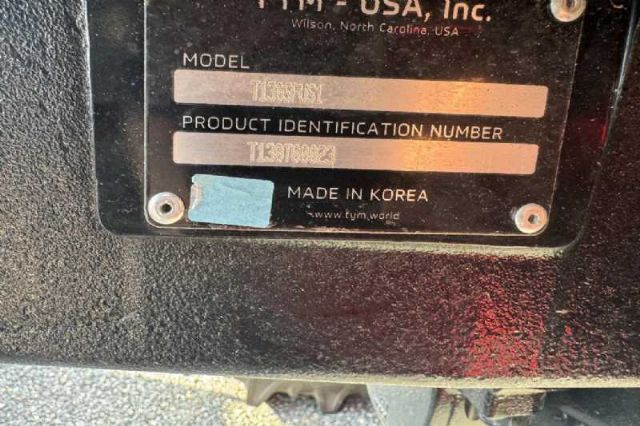 TYM - USA, Inc.
Wilson, North Carolina, USA
MODEL
PRODUCT IDENTIFICATION NUMBER
MADE IN KOREA
www.tym.world